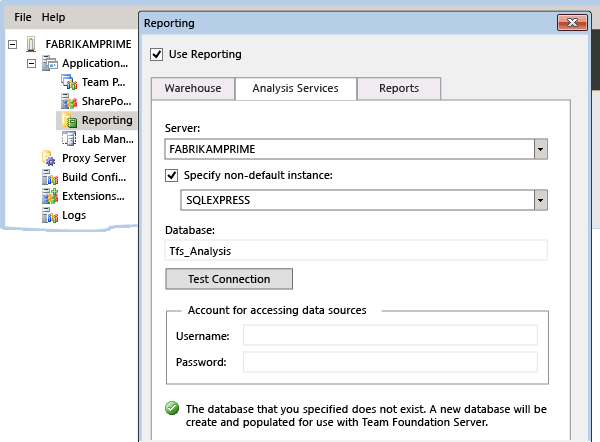 File Help
FABRIKAMPRIME
Application...
Team P...
SharePo...
Reporting
Lab Man...
Proxy Server
Build Confi...
Extensions...
Logs
Reporting
Use Reporting
Warehouse Analysis Services Reports
Server:
FABRIKAMPRIME
Specify non-default instance:
SQLEXPRESS
Database:
Tfs_Analysis
Test Connection
Account for accessing data sources
Username:
Password:
The database that you specified does not exist. A new database will be
create and populated for use with Team Foundation Server.